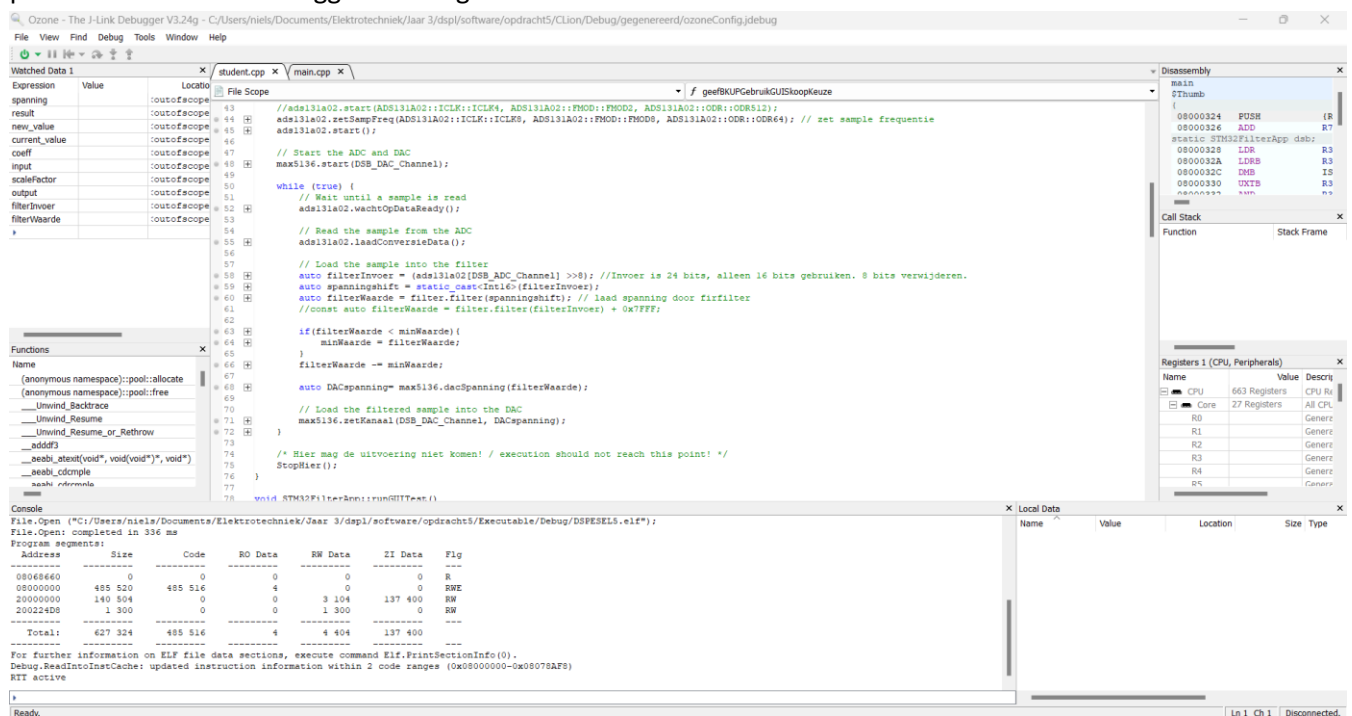 Ozone - The J-Link Debugger V3.24g - C:/Users/niels/Documents/Elektrotechniek/Jaar 3/dspl/software/opdracht5/CLion/Debug/gegenereerd/ozoneConfig.jdebug
File View Find Debug Tools Window Help
Watched Data 1
Expression Value Locatio
spanning :outofscope
result :outofscope
new_value :outofscope
current_value :outofscope
coeff :outofscope
input :outofscope
scaleFactor :outofscope
output :outofscope
filterInvoer :outofscope
filterWaarde :outofscope
Functions
Name
(anonymous namespace)::pool::allocate
(anonymous namespace)::pool::free
___Unwind_Backtrace
___Unwind_Resume
___Unwind_Resume_or_Rethrow
__adddf3
__aeabi_atexit(void*, void(void*)*, void*)
__aeabi_cdcmple
__aeabi_cdrcmple
student.cpp main.cpp
File Scope f geefBKUPGebruikGUISkoopKeuze
43 //ads131a02.start(ADS131A02::ICLK::ICLK4, ADS131A02::FMOD::FMOD2, ADS131A02::ODR::ODR512);
44 ads131a02.zetSampFreq(ADS131A02::ICLK::ICLK8, ADS131A02::FMOD::FMOD8, ADS131A02::ODR::ODR64); // zet sample frequentie
45 ads131a02.start();
46
47 // Start the ADC and DAC
48 max5136.start(DSB_DAC_Channel);
49
50 while (true) {
51 // Wait until a sample is read
52 ads131a02.wachtOpDataReady();
53
54 // Read the sample from the ADC
55 ads131a02.laadConversieData();
56
57 // Load the sample into the filter
58 auto filterInvoer = (ads131a02[DSB_ADC_Channel] >>8); //Invoer is 24 bits, alleen 16 bits gebruiken. 8 bits verwijderen.
59 auto spanningshift = static_cast<Int16>(filterInvoer);
60 auto filterWaarde = filter.filter(spanningshift); // laad spanning door firfilter
61 //const auto filterWaarde = filter.filter(filterInvoer) + 0x7FFF;
62
63 if(filterWaarde < minWaarde){
64 minWaarde = filterWaarde;
65 }
66 filterWaarde -= minWaarde;
67
68 auto DACspanning= max5136.dacSpanning(filterWaarde);
69
70 // Load the filtered sample into the DAC
71 max5136.zetKanaal(DSB_DAC_Channel, DACspanning);
72 }
73
74 /* Hier mag de uitvoering niet komen! / execution should not reach this point! */
75 StopHier();
76 }
77
78 void STM32FilterApp::runGUITest()
Disassembly
main
$Thumb
{
08000324 PUSH {R
08000326 ADD R7
static STM32FilterApp dsb;
08000328 LDR R3
0800032A LDRB R3
0800032C DMB IS
08000330 UXTB R3
08000332 AND R3
Call Stack
Function Stack Frame
Registers 1 (CPU, Peripherals)
Name Value Descrip
CPU 663 Registers CPU Re
Core 27 Registers All CPL
R0 Genera
R1 Genera
R2 Genera
R3 Genera
R4 Genera
R5 Genera
Console
File.Open ("C:/Users/niels/Documents/Elektrotechniek/Jaar 3/dspl/software/opdracht5/Executable/Debug/DSPESEL5.elf");
File.Open: completed in 336 ms
Program segments:
Address Size Code RO Data RW Data ZI Data Flg
--------- --------- --------- --------- --------- --------- ---
08068660 0 0 0 0 0 R
08000000 485 520 485 516 4 0 0 RWE
20000000 140 504 0 0 3 104 137 400 RW
200224D8 1 300 0 0 1 300 0 RW
--------- --------- --------- --------- --------- --------- ---
Total: 627 324 485 516 4 4 404 137 400
--------- --------- --------- --------- --------- --------- ---
For further information on ELF file data sections, execute command Elf.PrintSectionInfo(0).
Debug.ReadIntoInstCache: updated instruction information within 2 code ranges (0x08000000-0x08078AF8)
RTT active
Local Data
Name Value Location Size Type
Ready. Ln 1 Ch 1 Disconnected.